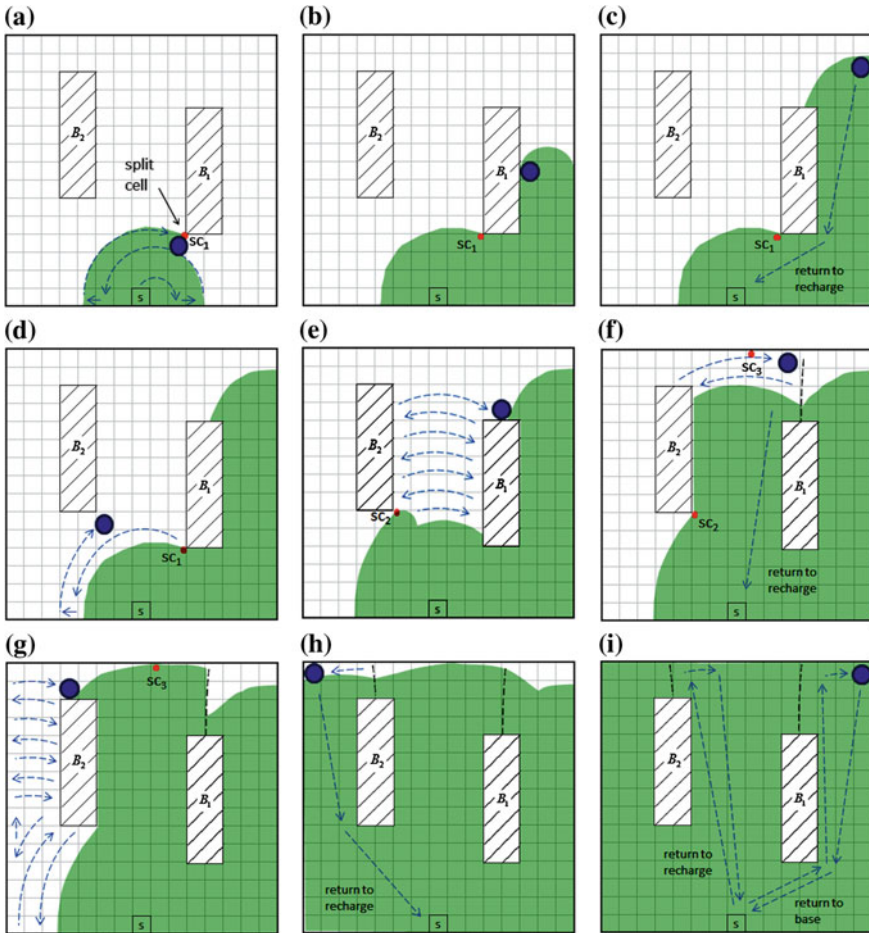 (a)
B2
split
cell
B1
SC1
s
(b)
B2
B1
SC1
s
(c)
B2
B1
SC1
return to
recharge
s
(d)
B2
B1
SC1
s
(e)
B2
B1
SC2
s
(f)
SC3
B2
B1
SC2
return to
recharge
s
(g)
SC3
B2
B1
s
(h)
B2
B1
return to
recharge
s
(i)
B2
B1
return to
recharge
return to
base
s